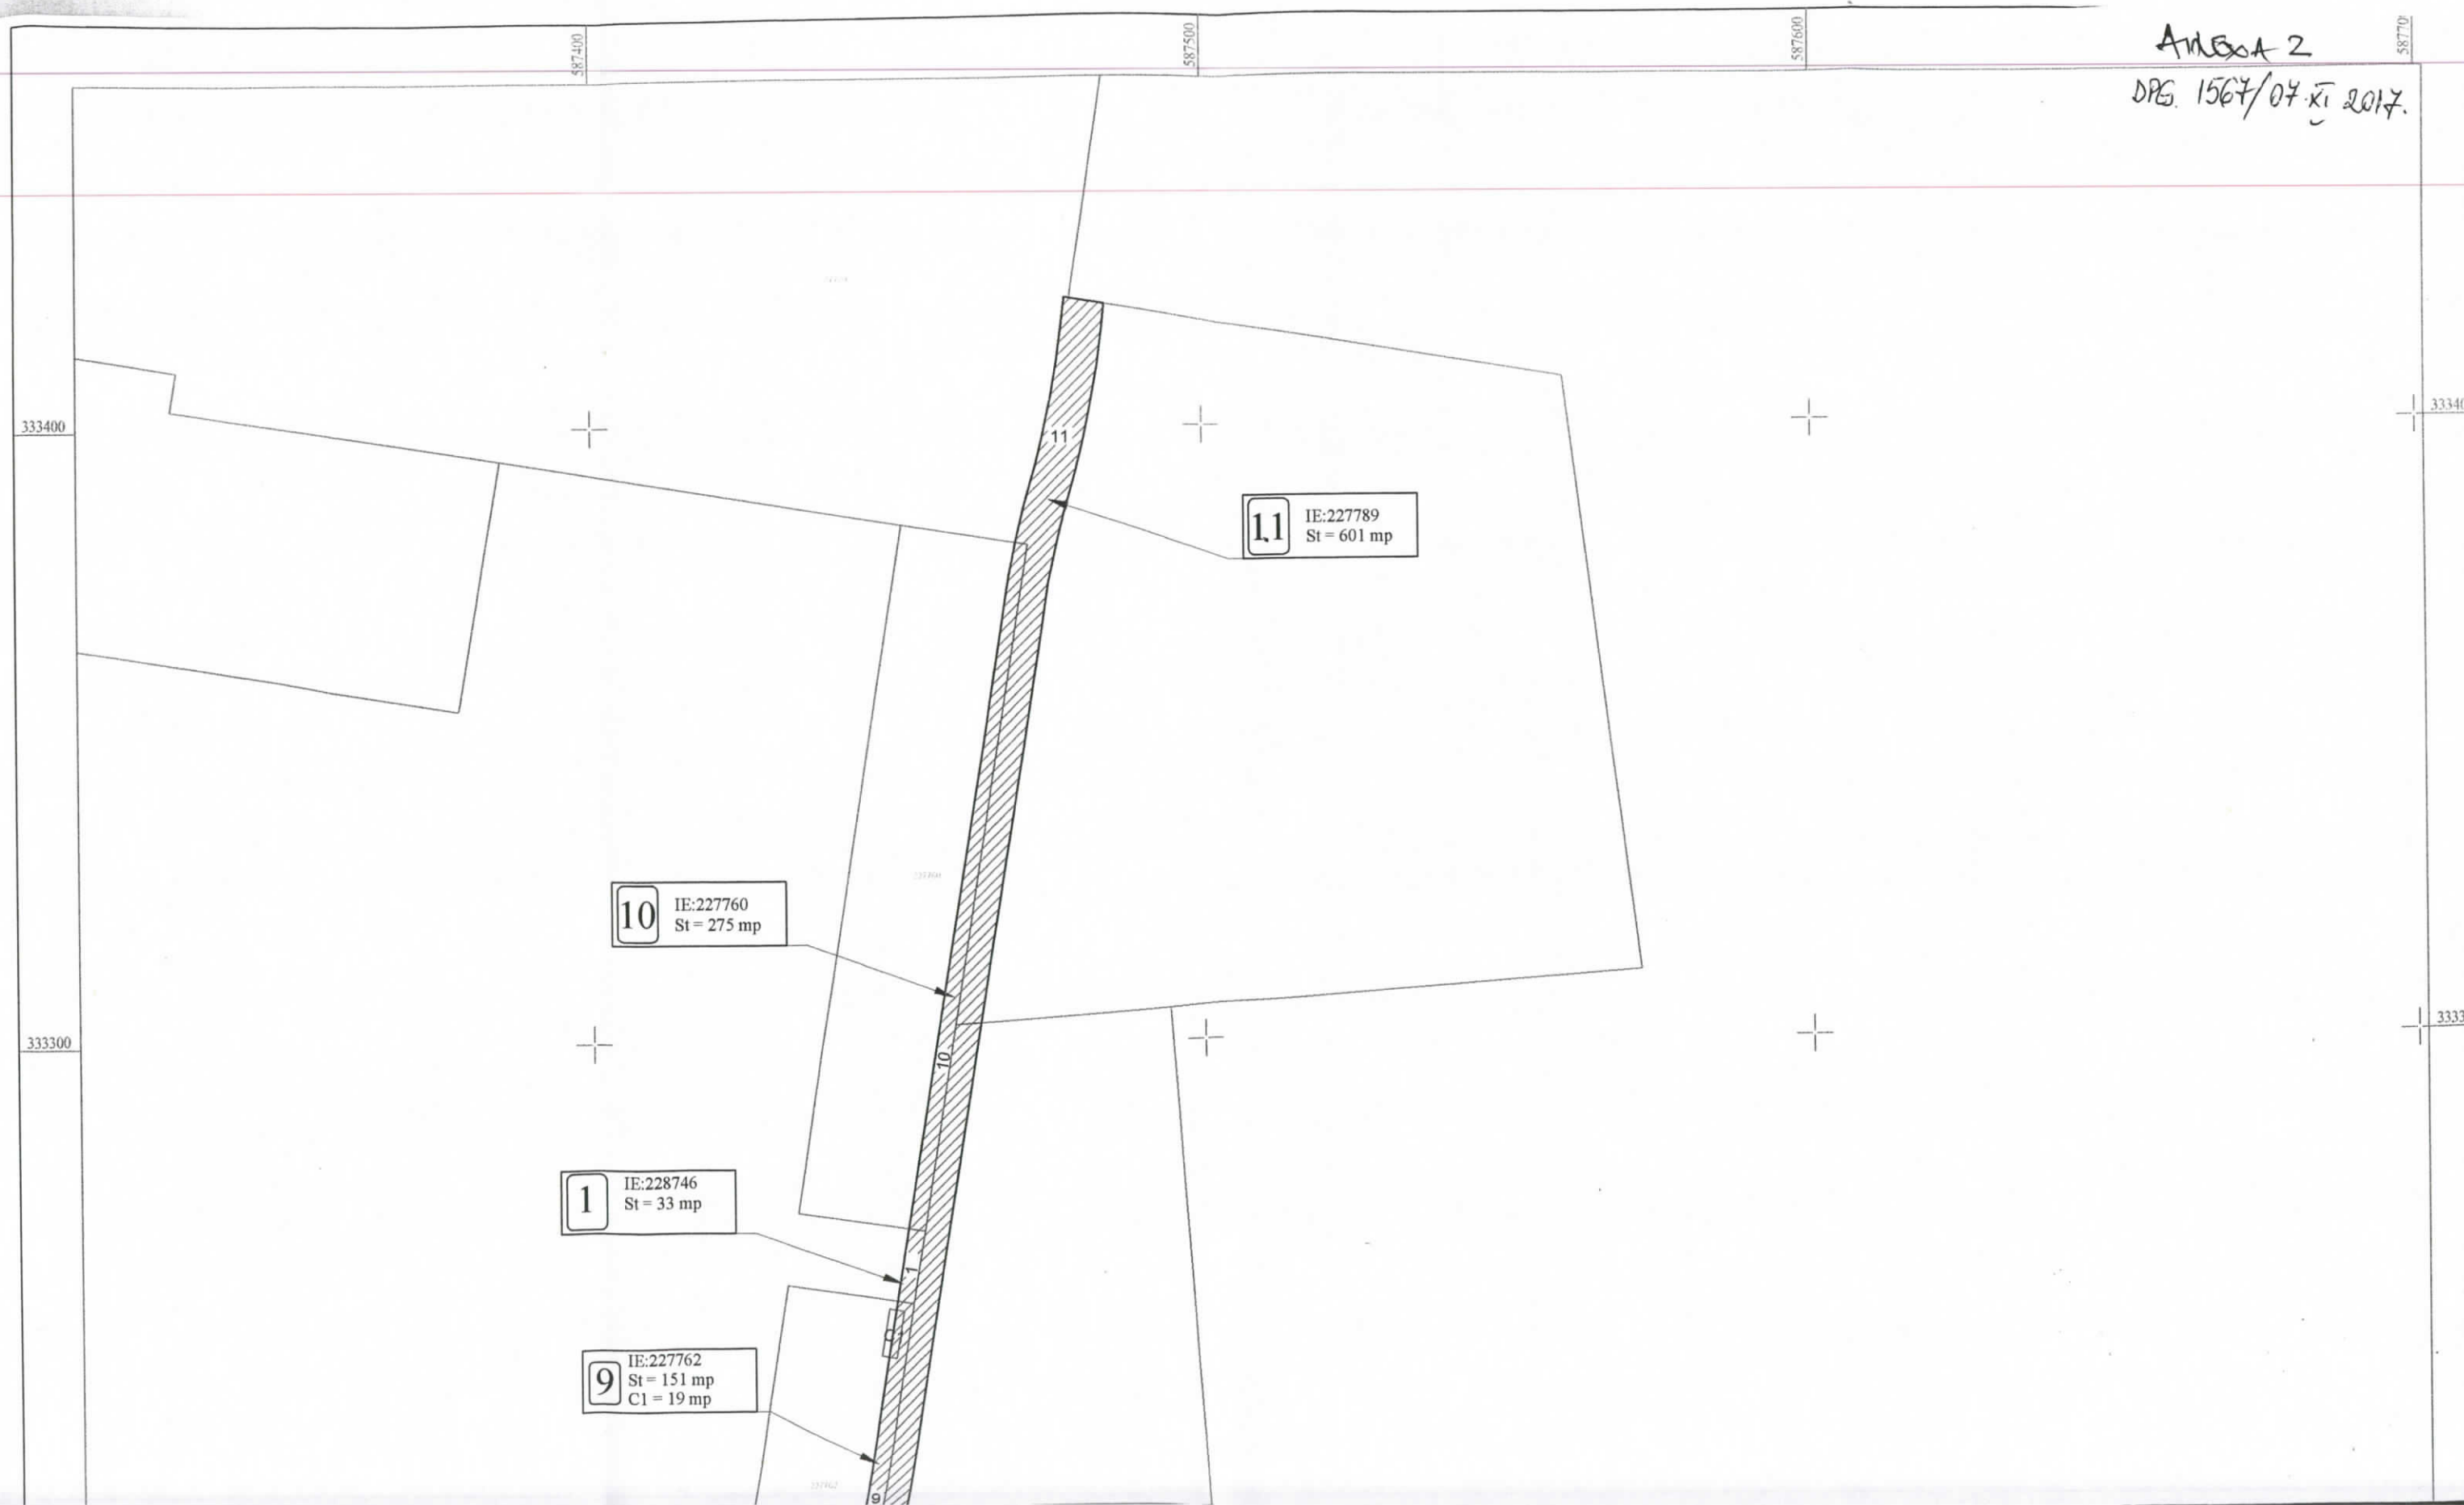 587400
587500
587600
ANEXA 2
DPG. 1567/07.XI 2017.
333400
11
11
IE:227789
St = 601 mp
10
IE:227760
St = 275 mp
333300
10
1
IE:228746
St = 33 mp
1
9
IE:227762
St = 151 mp
C1 = 19 mp
227762
9